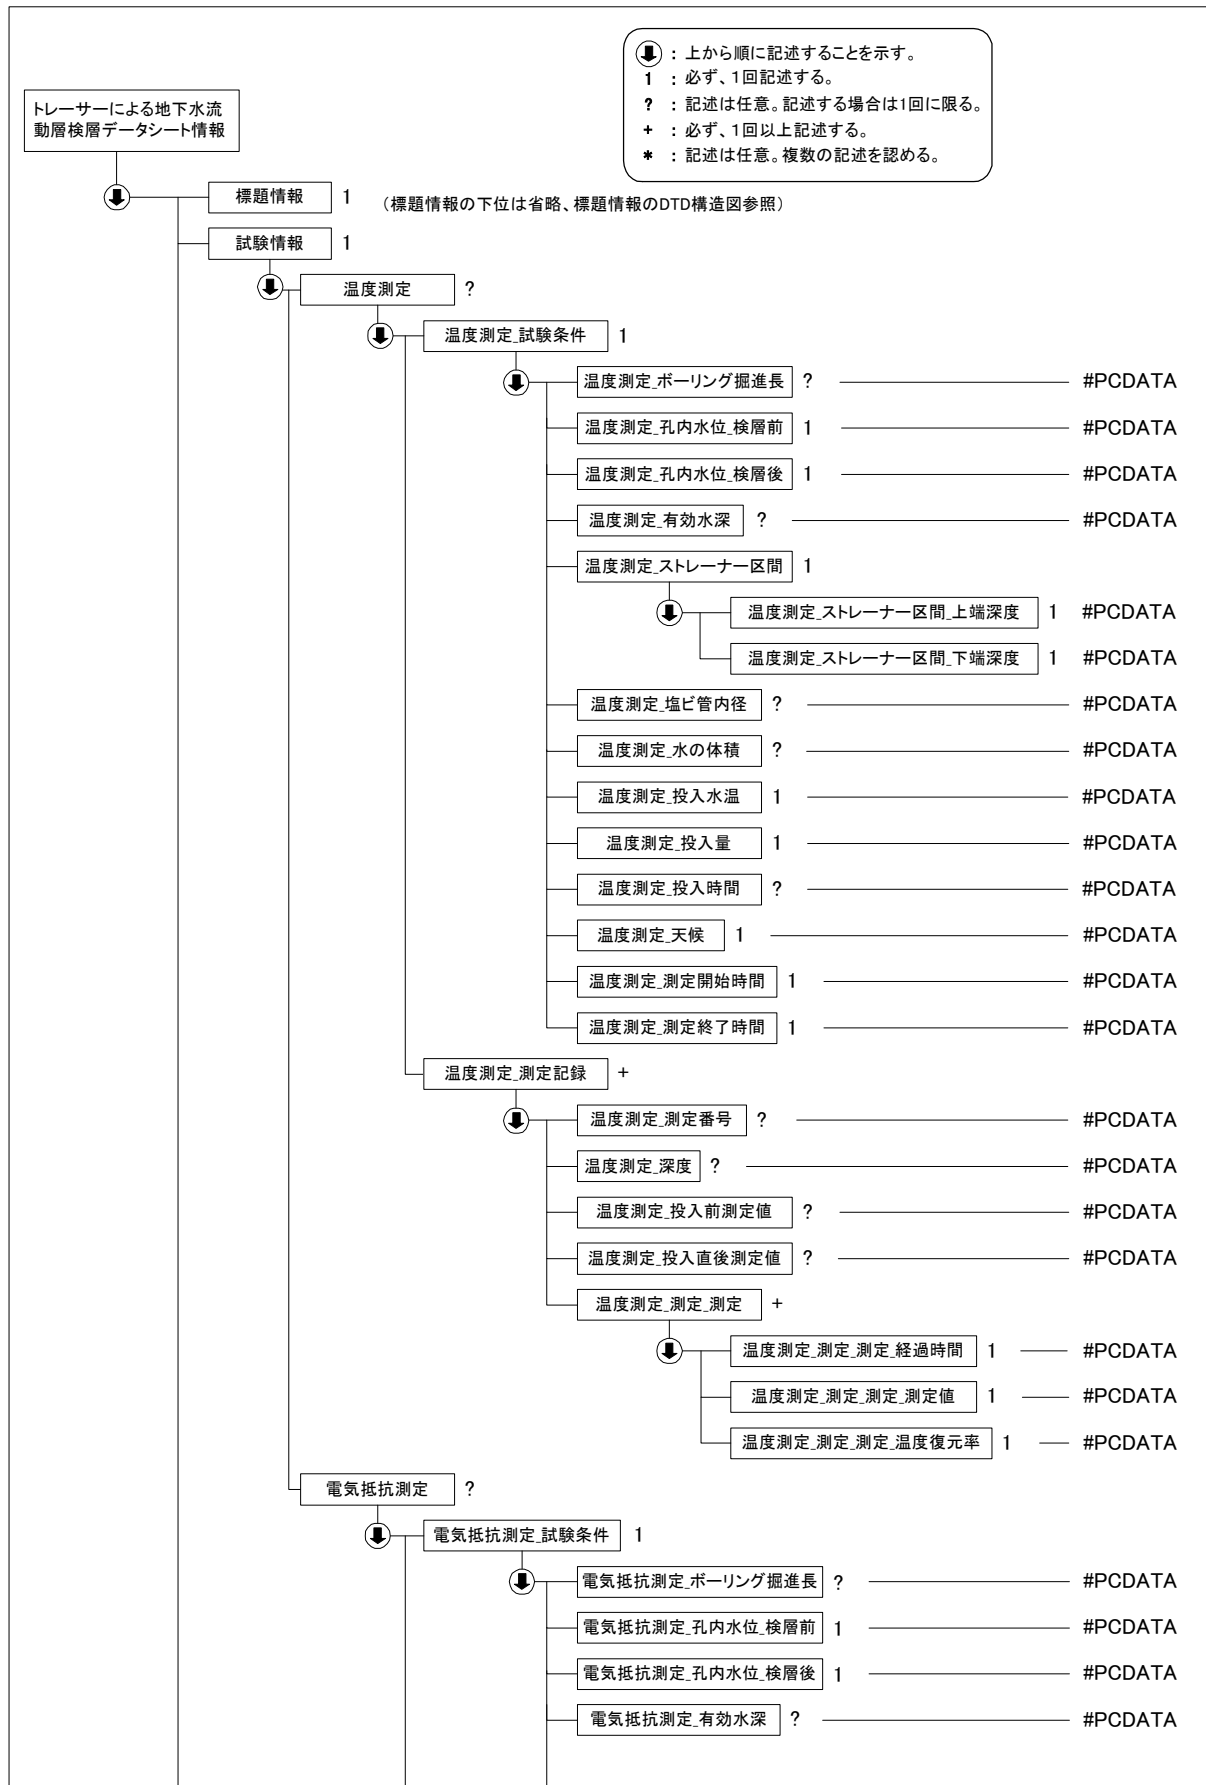 ：上から順に記述することを示す。
1 ：必ず、1回記述する。
? ：記述は任意。記述する場合は1回に限る。
+ ：必ず、1回以上記述する。
* ：記述は任意。複数の記述を認める。
トレーサーによる地下水流
動層検層データシート情報
標題情報 1 （標題情報の下位は省略、標題情報のDTD構造図参照）
試験情報 1
温度測定 ?
温度測定_試験条件 1
温度測定_ボーリング掘進長 ? #PCDATA
温度測定_孔内水位_検層前 1 #PCDATA
温度測定_孔内水位_検層後 1 #PCDATA
温度測定_有効水深 ? #PCDATA
温度測定_ストレーナー区間 1
温度測定_ストレーナー区間_上端深度 1 #PCDATA
温度測定_ストレーナー区間_下端深度 1 #PCDATA
温度測定_塩ビ管内径 ? #PCDATA
温度測定_水の体積 ? #PCDATA
温度測定_投入水温 1 #PCDATA
温度測定_投入量 1 #PCDATA
温度測定_投入時間 ? #PCDATA
温度測定_天候 1 #PCDATA
温度測定_測定開始時間 1 #PCDATA
温度測定_測定終了時間 1 #PCDATA
温度測定_測定記録 +
温度測定_測定番号 ? #PCDATA
温度測定_深度 ? #PCDATA
温度測定_投入前測定値 ? #PCDATA
温度測定_投入直後測定値 ? #PCDATA
温度測定_測定_測定 +
温度測定_測定_測定_経過時間 1 #PCDATA
温度測定_測定_測定_測定値 1 #PCDATA
温度測定_測定_測定_温度復元率 1 #PCDATA
電気抵抗測定 ?
電気抵抗測定_試験条件 1
電気抵抗測定_ボーリング掘進長 ? #PCDATA
電気抵抗測定_孔内水位_検層前 1 #PCDATA
電気抵抗測定_孔内水位_検層後 1 #PCDATA
電気抵抗測定_有効水深 ? #PCDATA